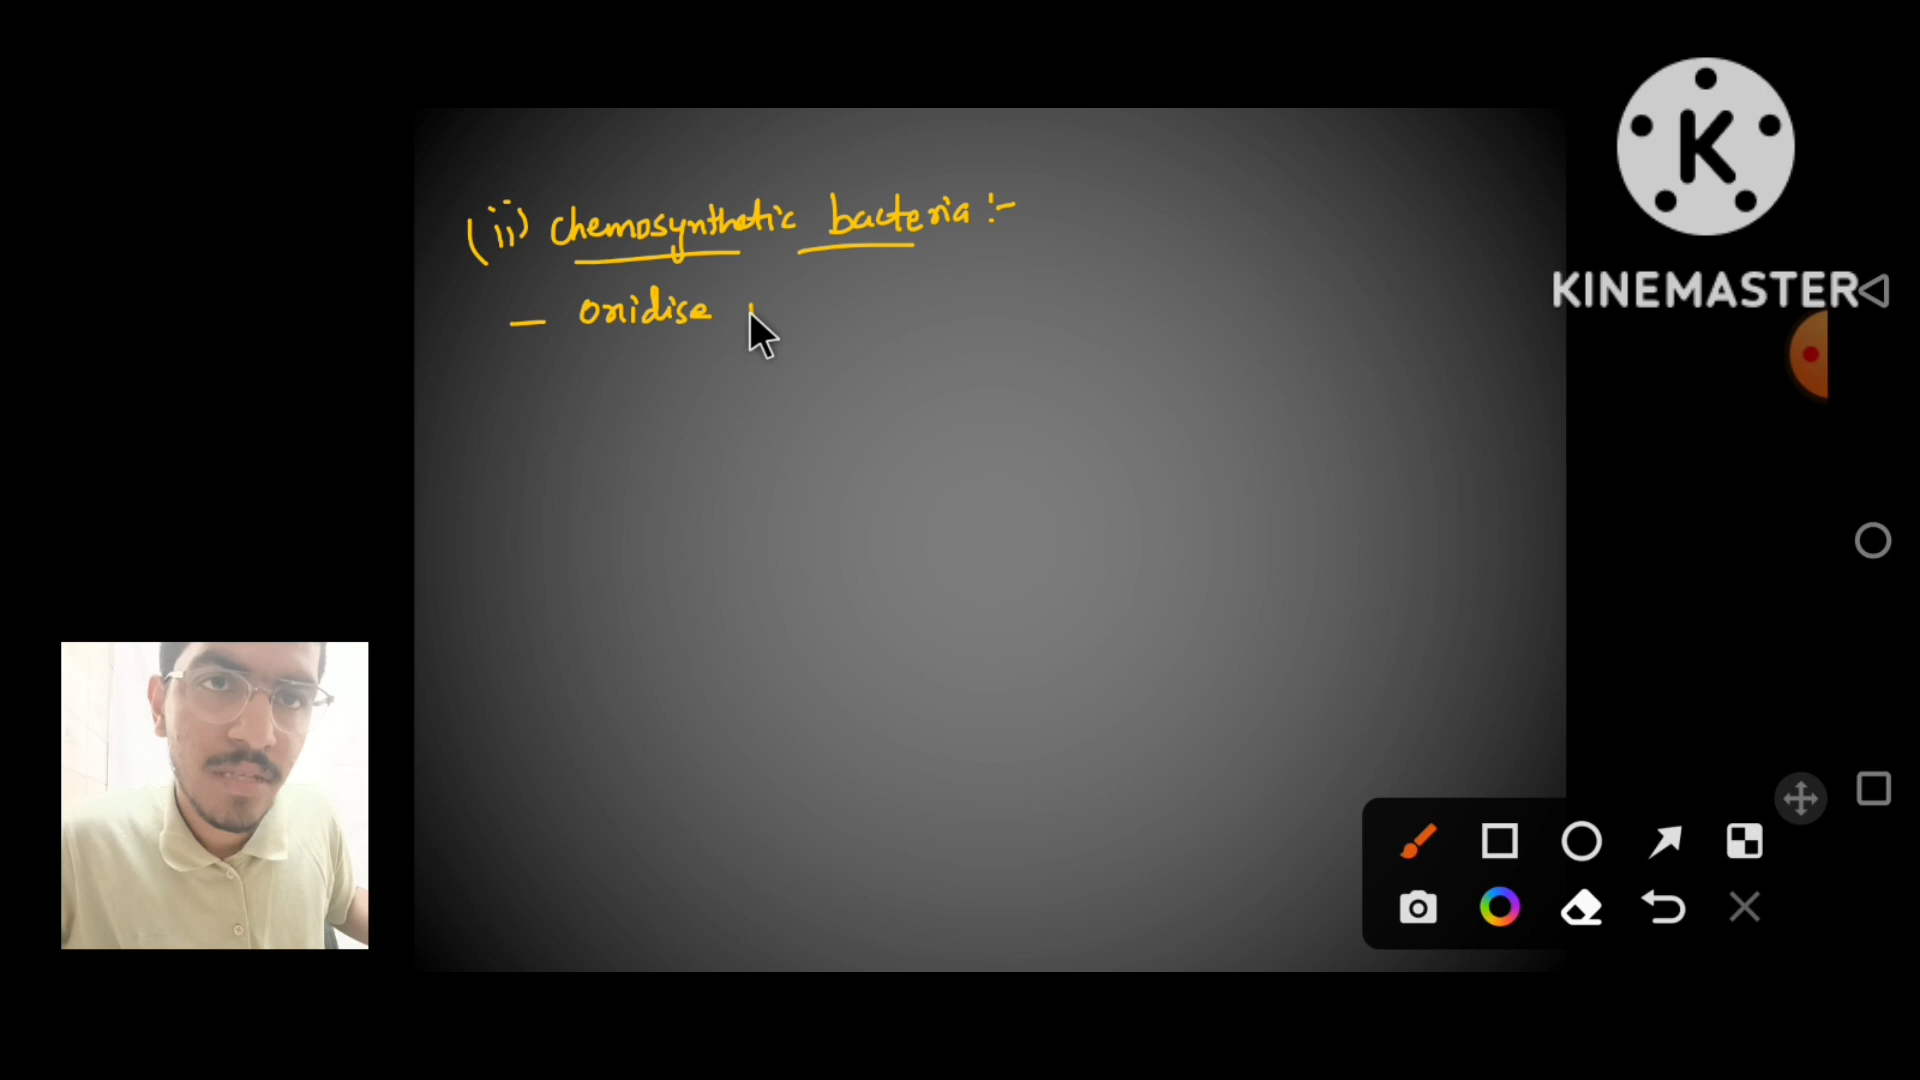 (ii) Chemosynthetic bacteria :-
— oxidise
K
KINEMASTER